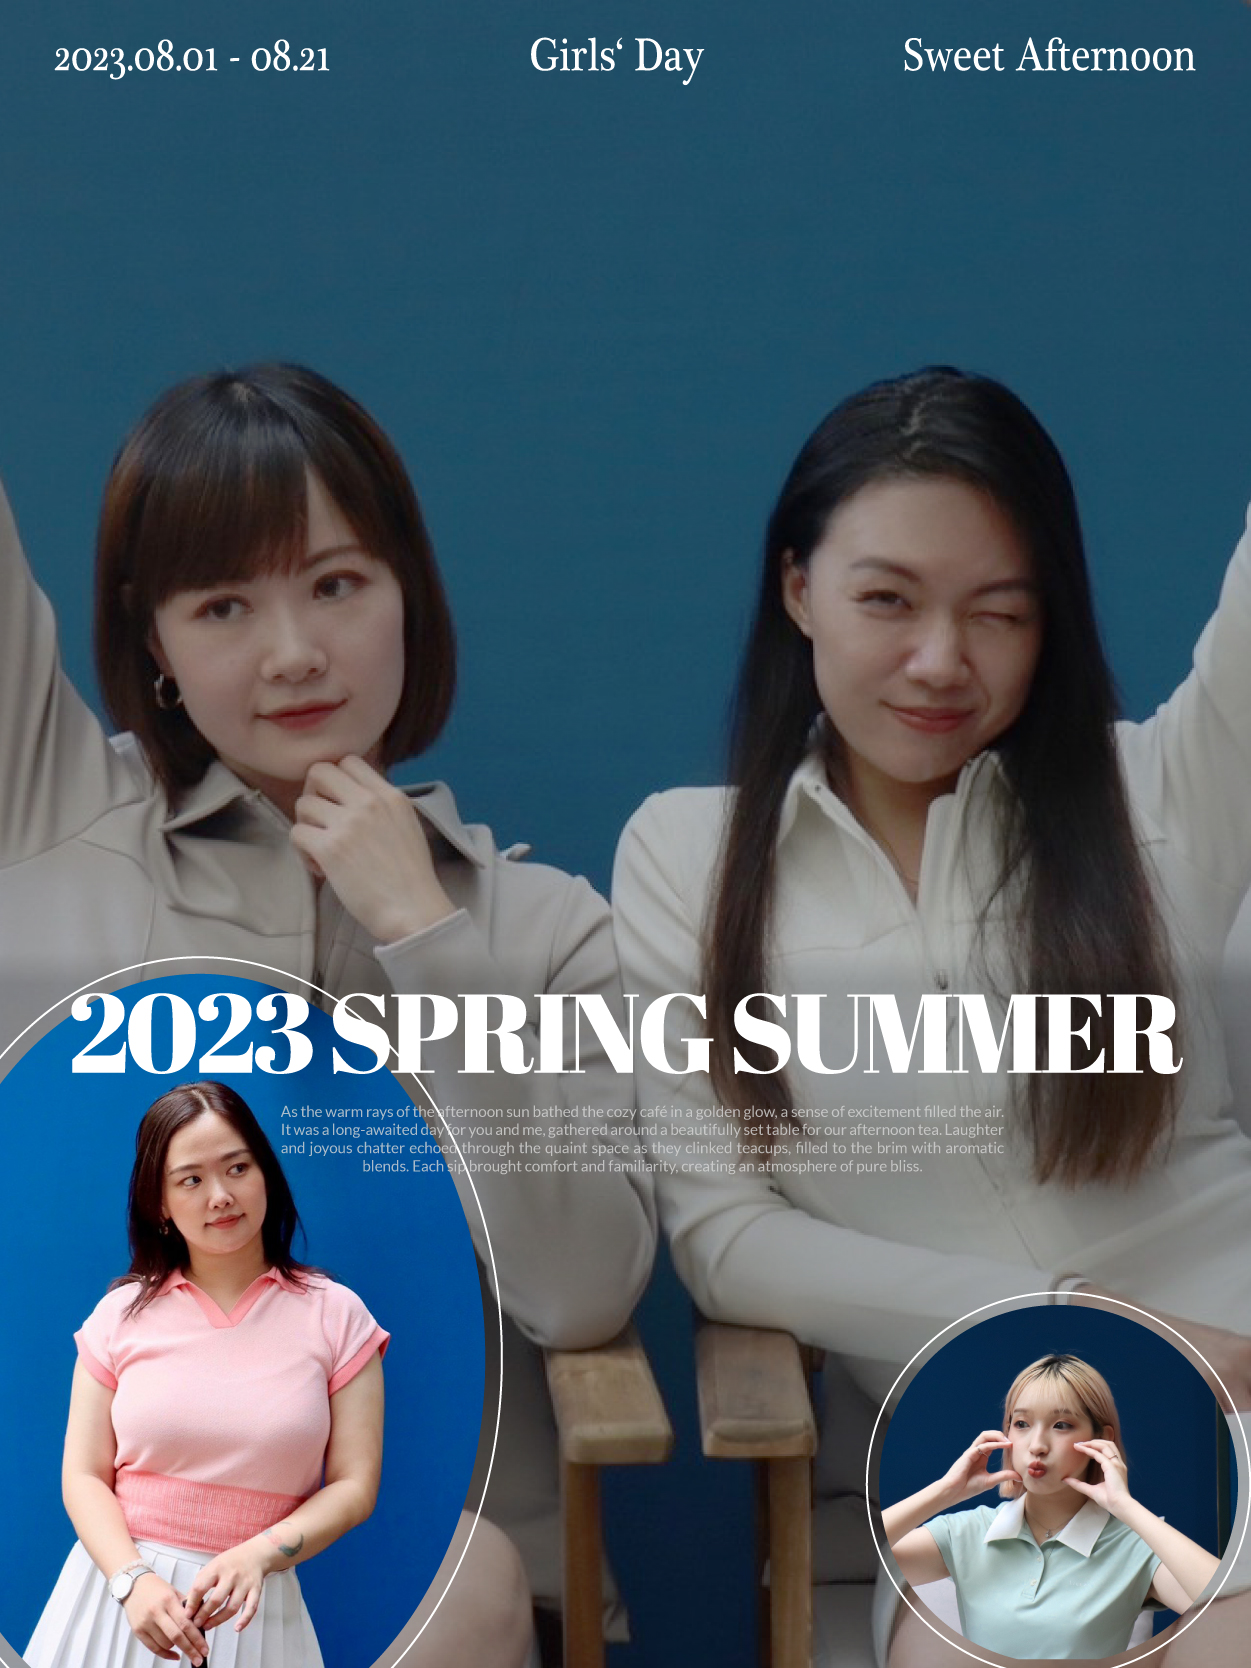 2023.08.01 - 08.21
Girls‘ Day
Sweet Afternoon
2023 SPRING SUMMER
As the warm rays of the afternoon sun bathed the cozy café in a golden glow, a sense of excitement filled the air.
It was a long-awaited day for you and me, gathered around a beautifully set table for our afternoon tea. Laughter
and joyous chatter echoed through the quaint space as they clinked teacups, filled to the brim with aromatic
blends. Each sip brought comfort and familiarity, creating an atmosphere of pure bliss.